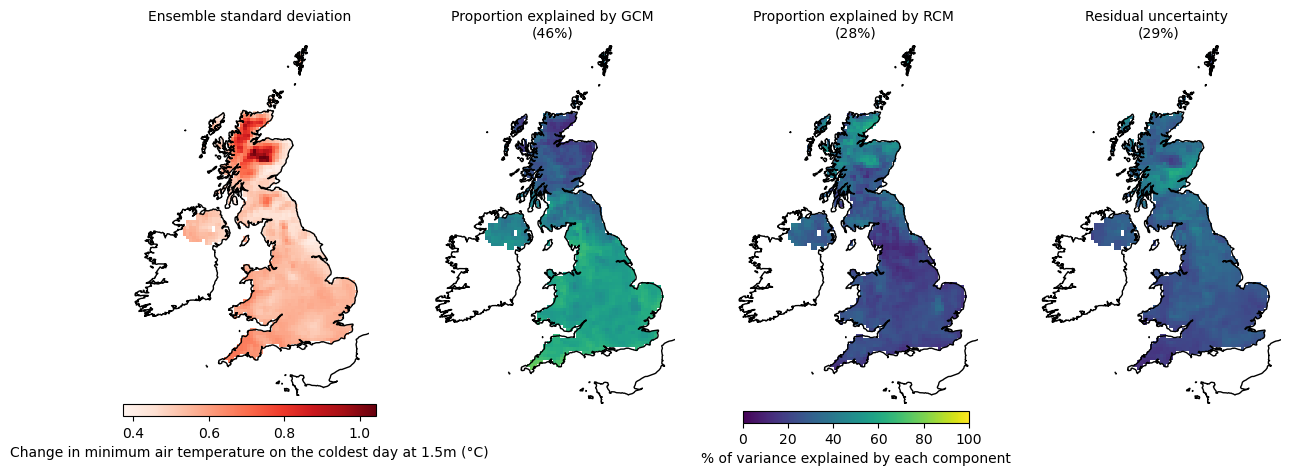 Ensemble standard deviation
Proportion explained by GCM
(46%)
Proportion explained by RCM
(28%)
Residual uncertainty
(29%)
0.4 0.6 0.8 1.0
Change in minimum air temperature on the coldest day at 1.5m (°C)
0 20 40 60 80 100
% of variance explained by each component